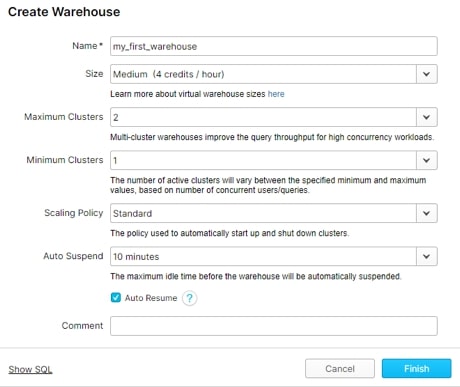 Create Warehouse
Name * my_first_warehouse
Size Medium (4 credits / hour)
Learn more about virtual warehouse sizes here
Maximum Clusters 2
Multi-cluster warehouses improve the query throughput for high concurrency workloads.
Minimum Clusters 1
The number of active clusters will vary between the specified minimum and maximum
values, based on number of concurrent users/queries.
Scaling Policy Standard
The policy used to automatically start up and shut down clusters.
Auto Suspend 10 minutes
The maximum idle time before the warehouse will be automatically suspended.
Auto Resume ?
Comment
Show SQL Cancel Finish